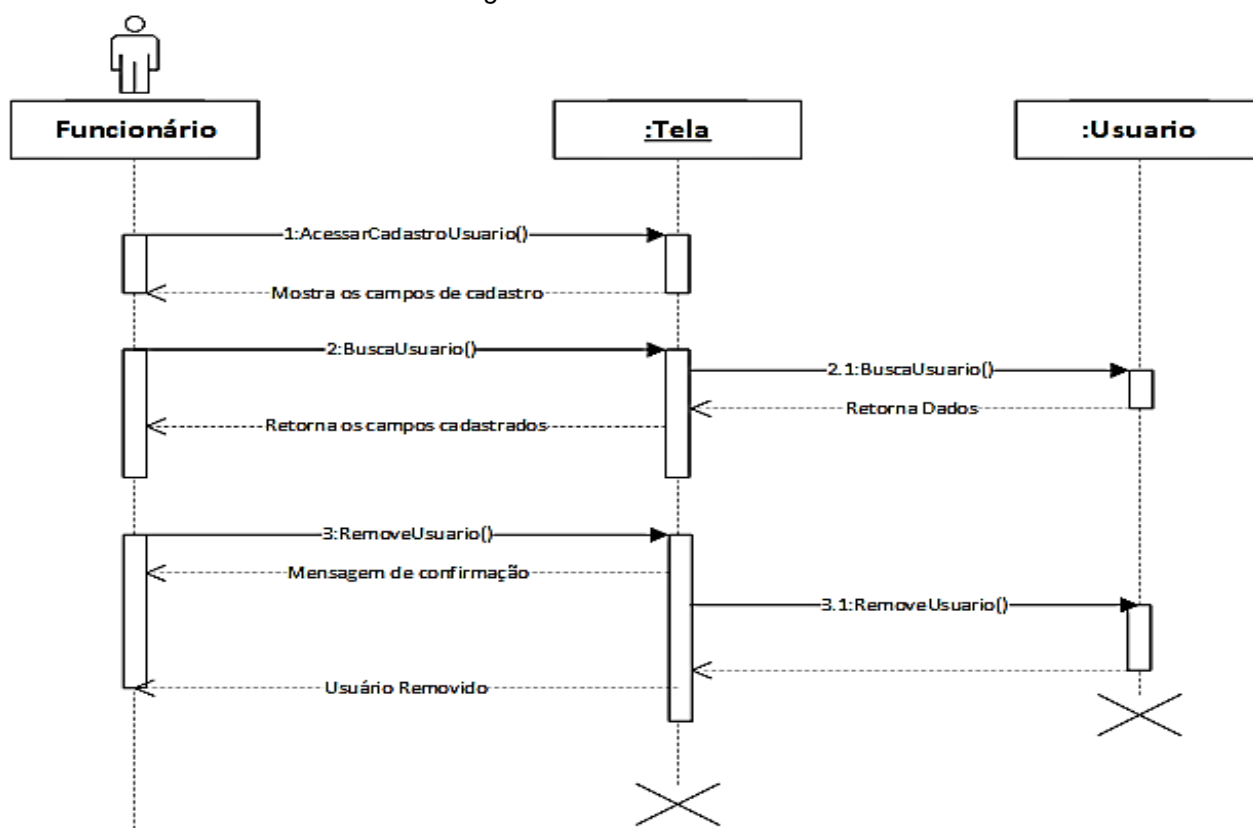 Funcionário
:Tela
:Usuario
1:AcessarCadastroUsuario()
Mostra os campos de cadastro
2:BuscaUsuario()
2.1:BuscaUsuario()
Retorna Dados
Retorna os campos cadastrados
3:RemoveUsuario()
Mensagem de confirmação
3.1:RemoveUsuario()
Usuário Removido